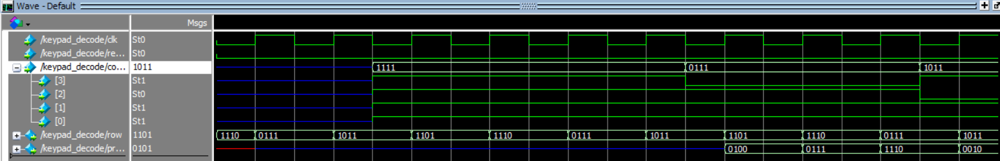 Wave - Default
Msgs
/keypad_decode/clk St0
/keypad_decode/re... St0
/keypad_decode/co... 1011 1111 0111 1011
[3] St1
[2] St0
[1] St1
[0] St1
/keypad_decode/row 1101 1110 0111 1011 1101 1110 0111 1011 1101 1110 0111 1011
/keypad_decode/pr... 0101 0100 0111 1110 0010